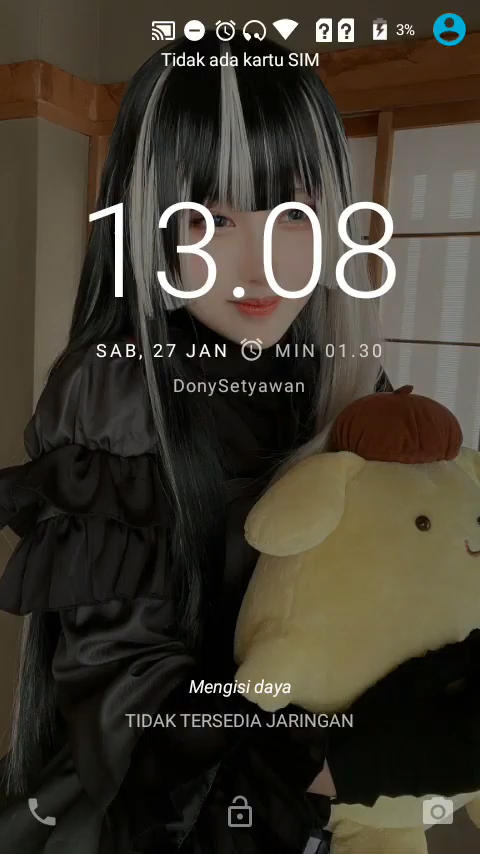 3%
Tidak ada kartu SIM
13.08
SAB, 27 JAN MIN 01.30
DonySetyawan
Mengisi daya
TIDAK TERSEDIA JARINGAN